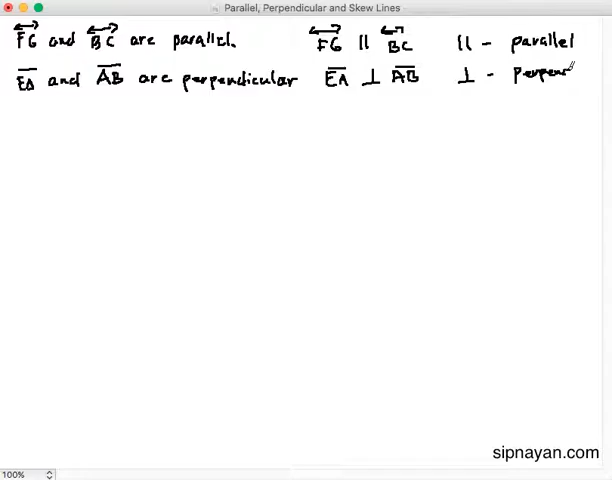 Parallel, Perpendicular and Skew Lines
FG and BC are parallel. FG || BC || - parallel
EA and AB are perpendicular EA ⊥ AB ⊥ - perpen
sipnayan.com
100%